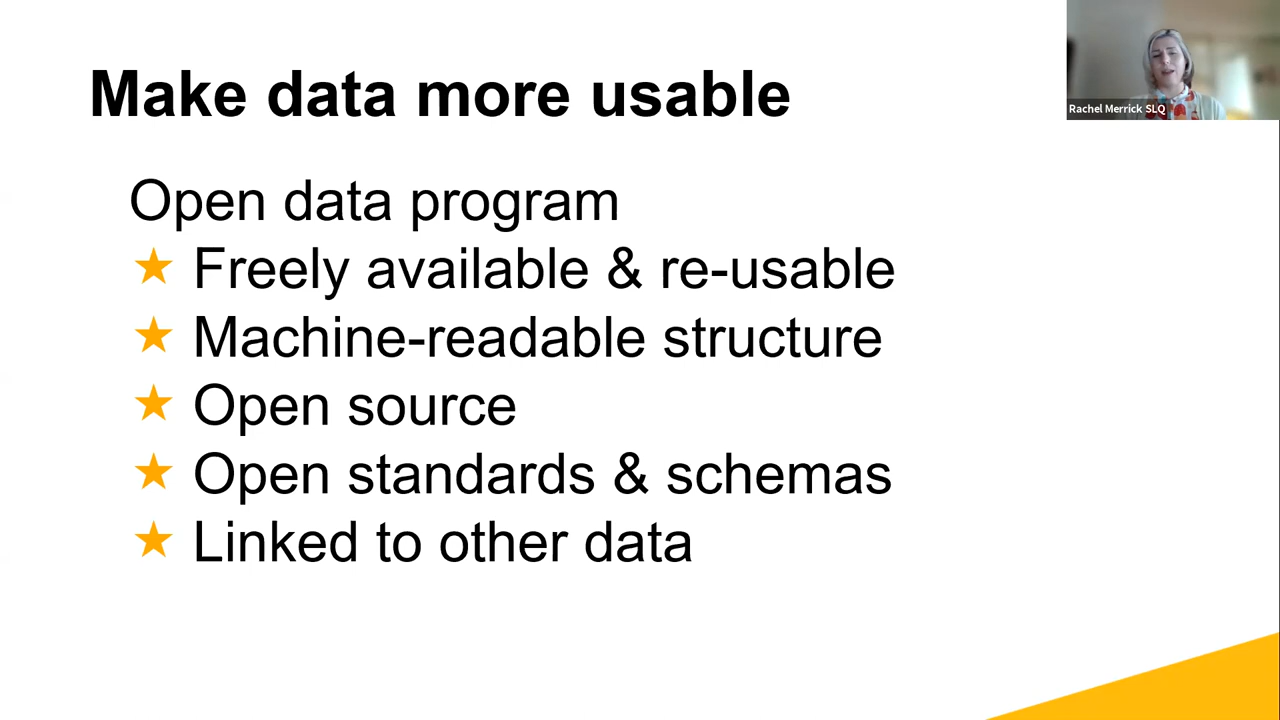 Make data more usable
Rachel Merrick SLQ
Open data program
★ Freely available & re-usable
★ Machine-readable structure
★ Open source
★ Open standards & schemas
★ Linked to other data